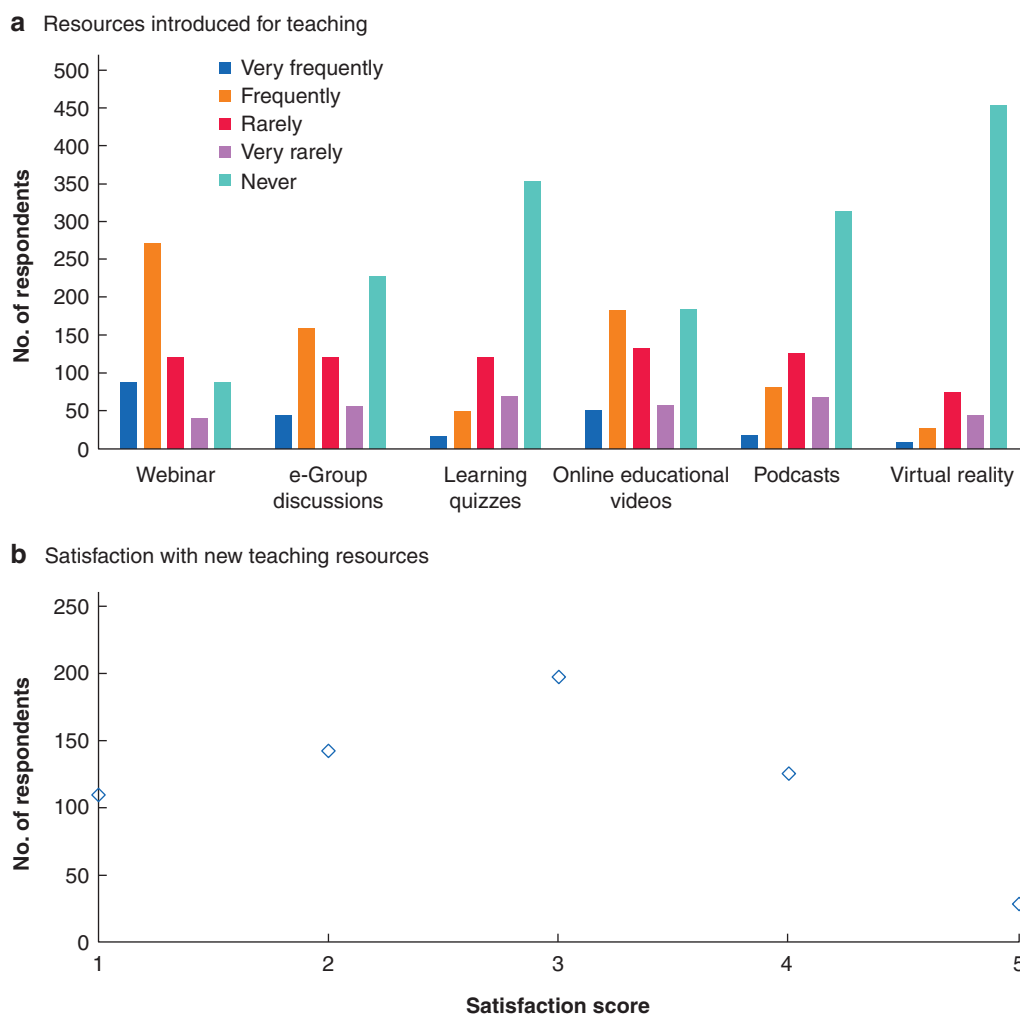 a Resources introduced for teaching
500
450
400
350
300
250
200
150
100
50
0
No. of respondents
Very frequently
Frequently
Rarely
Very rarely
Never
Webinar
e-Group
discussions
Learning
quizzes
Online educational
videos
Podcasts
Virtual reality
b Satisfaction with new teaching resources
250
200
150
100
50
0
No. of respondents
1 2 3 4 5
Satisfaction score